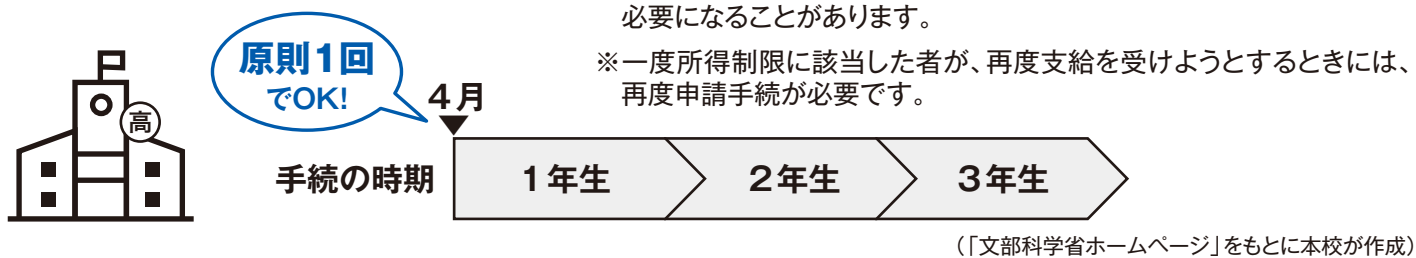 必要になることがあります。
※一度所得制限に該当した者が、再度支給を受けようとするときには、
再度申請手続が必要です。
原則1回
でOK!
4月
高
手続の時期
1年生
2年生
3年生
（「文部科学省ホームページ」をもとに本校が作成）